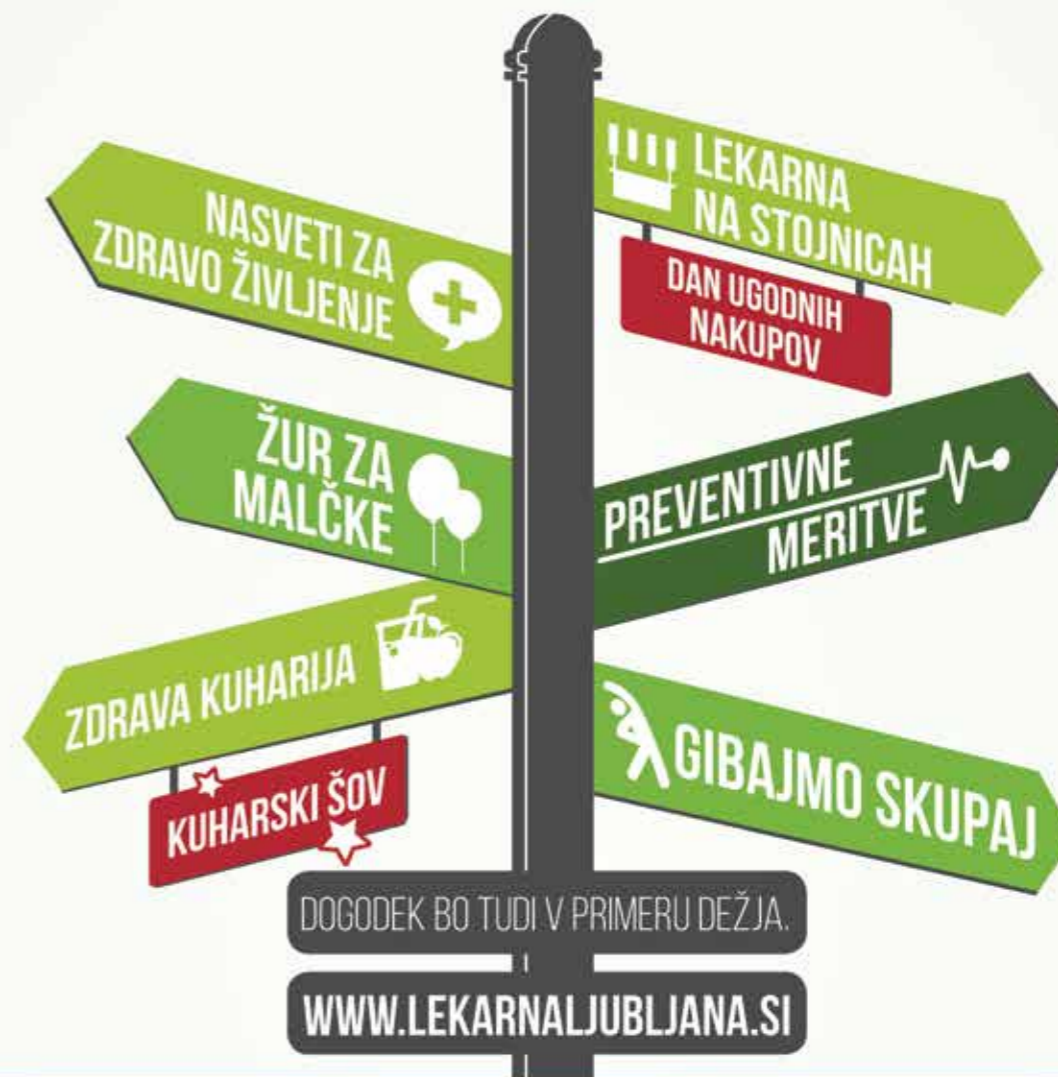 NASVETI ZA
ZDRAVO ŽIVLJENJE
LEKARNA
NA STOJNICAH
DAN UGODNIH
NAKUPOV
ŽUR ZA
MALČKE
PREVENTIVNE
MERITVE
ZDRAVA KUHARIJA
KUHARSKI ŠOV
GIBAJMO SKUPAJ
DOGODEK BO TUDI V PRIMERU DEŽJA.
WWW.LEKARNALJUBLJANA.SI